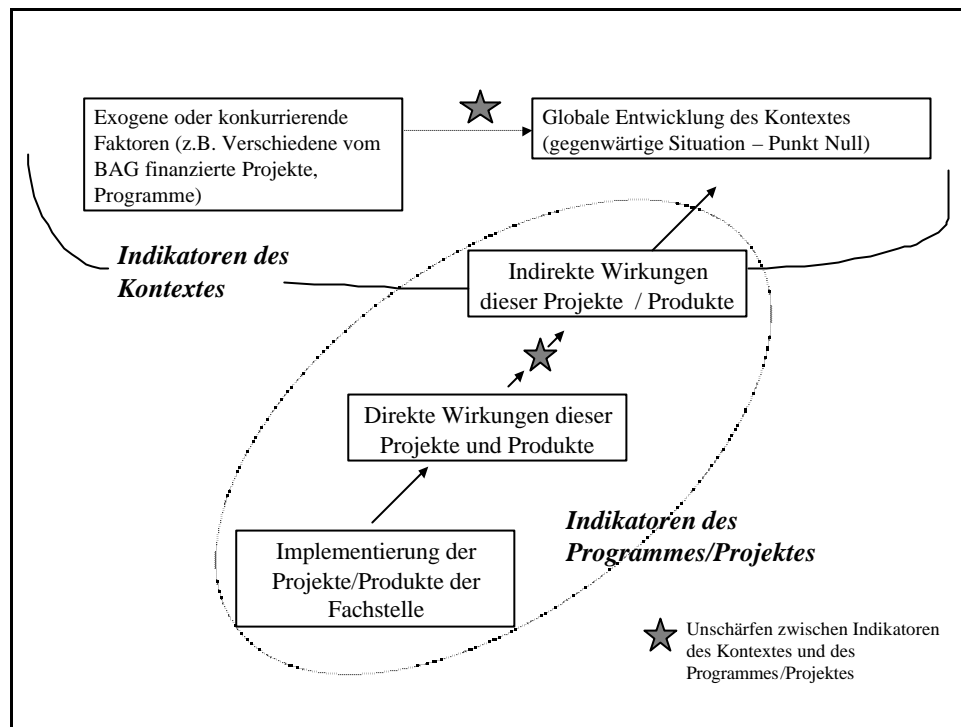 Exogene oder konkurrierende
Faktoren (z.B. Verschiedene vom
BAG finanzierte Projekte,
Programme)
Globale Entwicklung des Kontextes
(gegenwärtige Situation – Punkt Null)
Indikatoren des
Kontextes
Indirekte Wirkungen
dieser Projekte / Produkte
Direkte Wirkungen dieser
Projekte und Produkte
Indikatoren des
Programmes/Projektes
Implementierung der
Projekte/Produkte der
Fachstelle
Unschärfen zwischen Indikatoren
des Kontextes und des
Programmes/Projektes